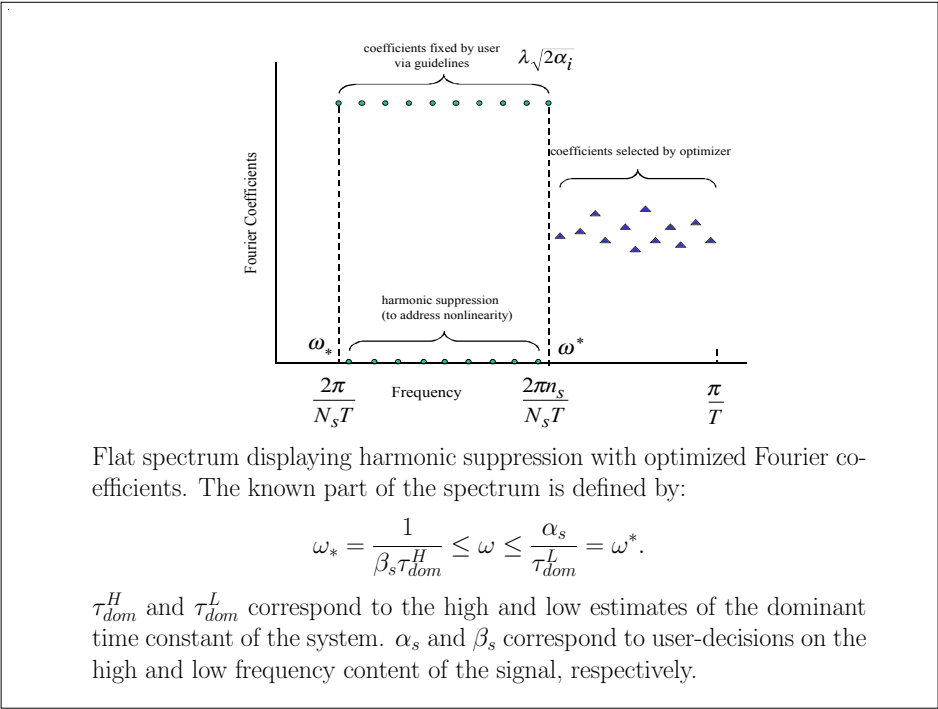 coefficients fixed by user
via guidelines
λ√2αᵢ
coefficients selected by optimizer
Fourier Coefficients
harmonic suppression
(to address nonlinearity)
ω_*
ω^*
2π/(N_sT)
Frequency
2πn_s/(N_sT)
π/T
Flat spectrum displaying harmonic suppression with optimized Fourier co-
efficients. The known part of the spectrum is defined by:
ω_* = 1/(β_sτ^H_dom) ≤ ω ≤ α_s/τ^L_dom = ω^*.
τ^H_dom and τ^L_dom correspond to the high and low estimates of the dominant
time constant of the system. α_s and β_s correspond to user-decisions on the
high and low frequency content of the signal, respectively.